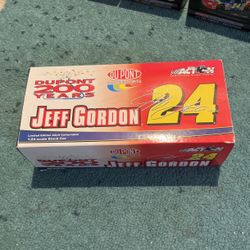 DUPONT
200
YEARS
DUPONT
ACTION
JEFF GORDON
24
Limited Edition Adult Collectible
1:24 scale Stock Car
JEFF GORDON
24